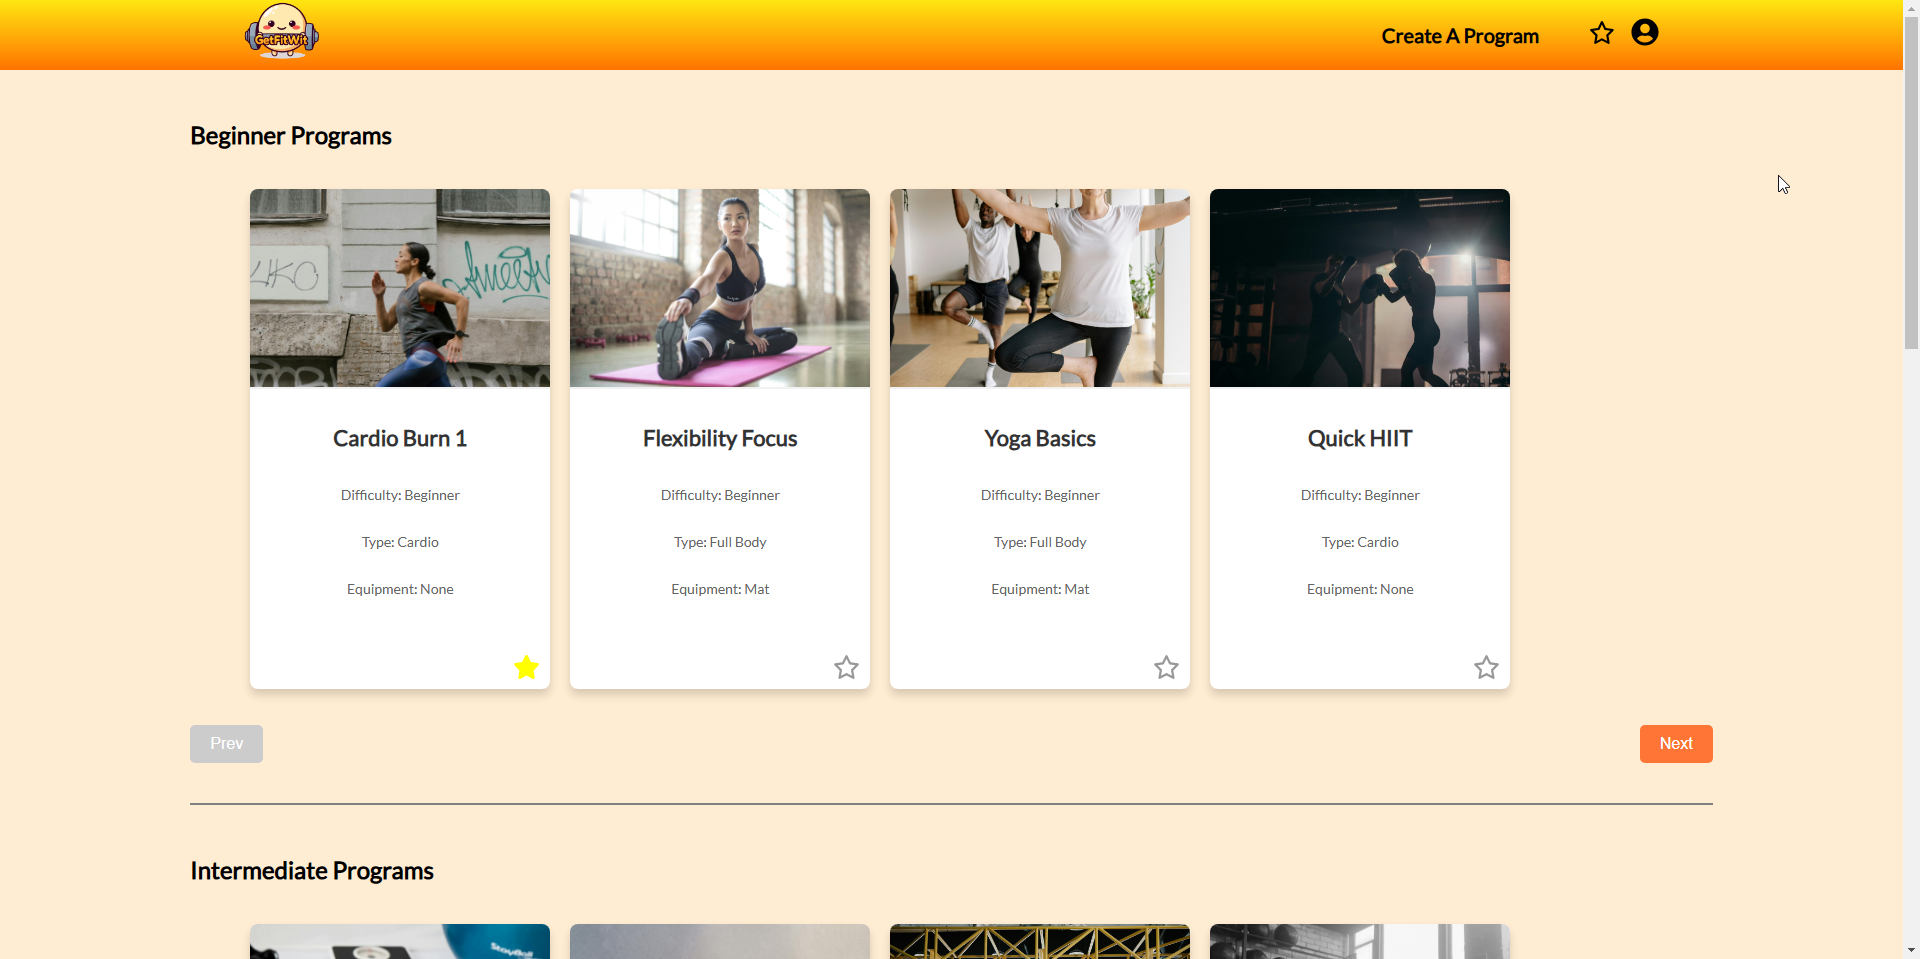 GetFitWit
Create A Program
Beginner Programs
Cardio Burn 1
Difficulty: Beginner
Type: Cardio
Equipment: None
Flexibility Focus
Difficulty: Beginner
Type: Full Body
Equipment: Mat
Yoga Basics
Difficulty: Beginner
Type: Full Body
Equipment: Mat
Quick HIIT
Difficulty: Beginner
Type: Cardio
Equipment: None
Prev
Next
Intermediate Programs
StayBall